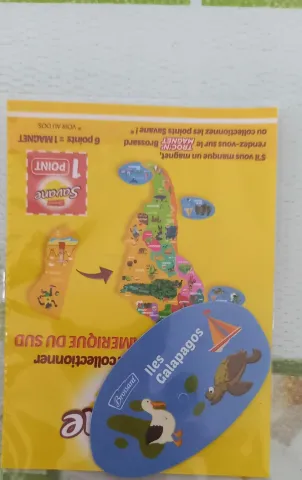 collectionner
AMERIQUE DU SUD
Brossard
Iles
Galapagos
Brossard
Savane
1
POINT
6 points = 1 MAGNET
* VOIR AU DOS
S'il vous manque un magnet,
rendez-vous sur le TROC'N MAGNET Brossard
ou collectionnez les points Savane !*